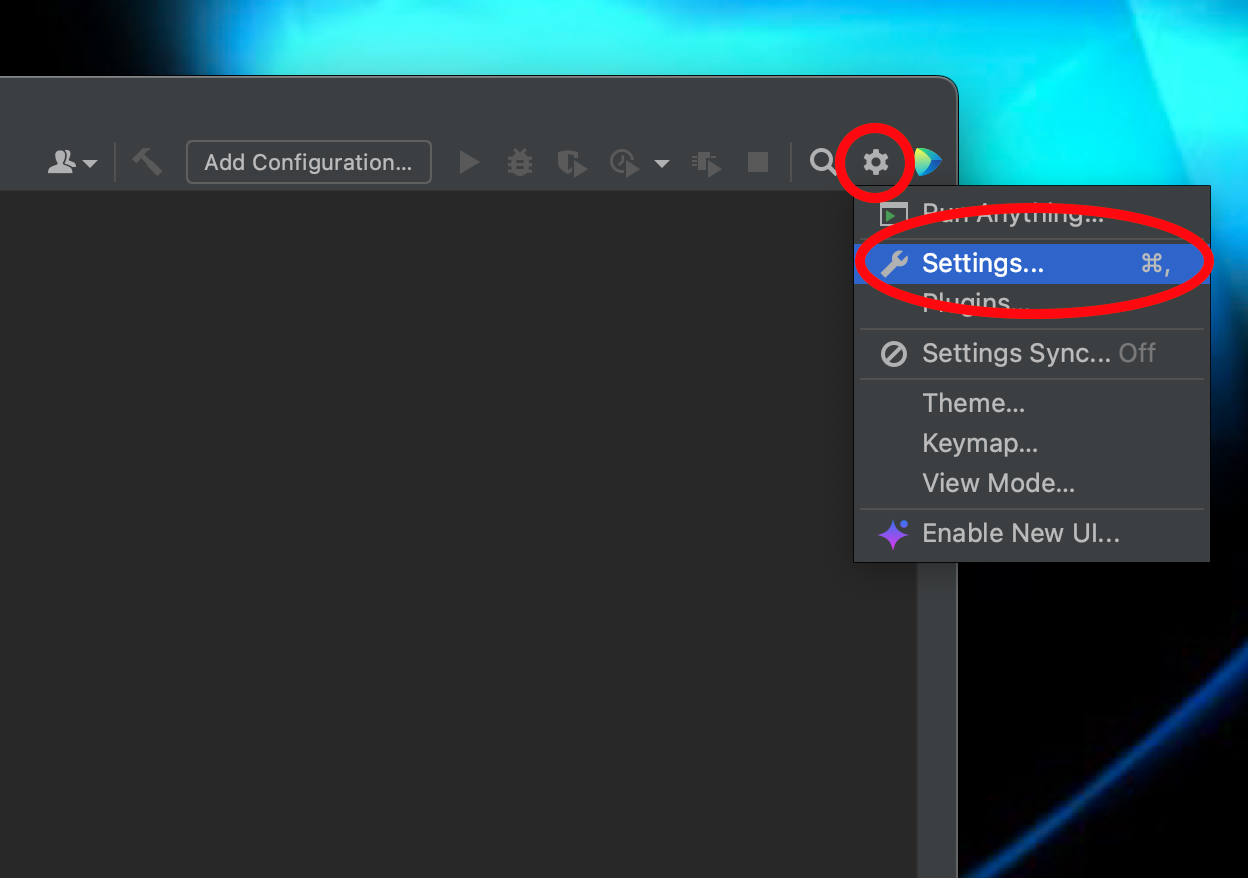 Add Configuration...
Run Anything...
Settings... ⌘,
Plugins...
Settings Sync... Off
Theme...
Keymap...
View Mode...
Enable New UI...